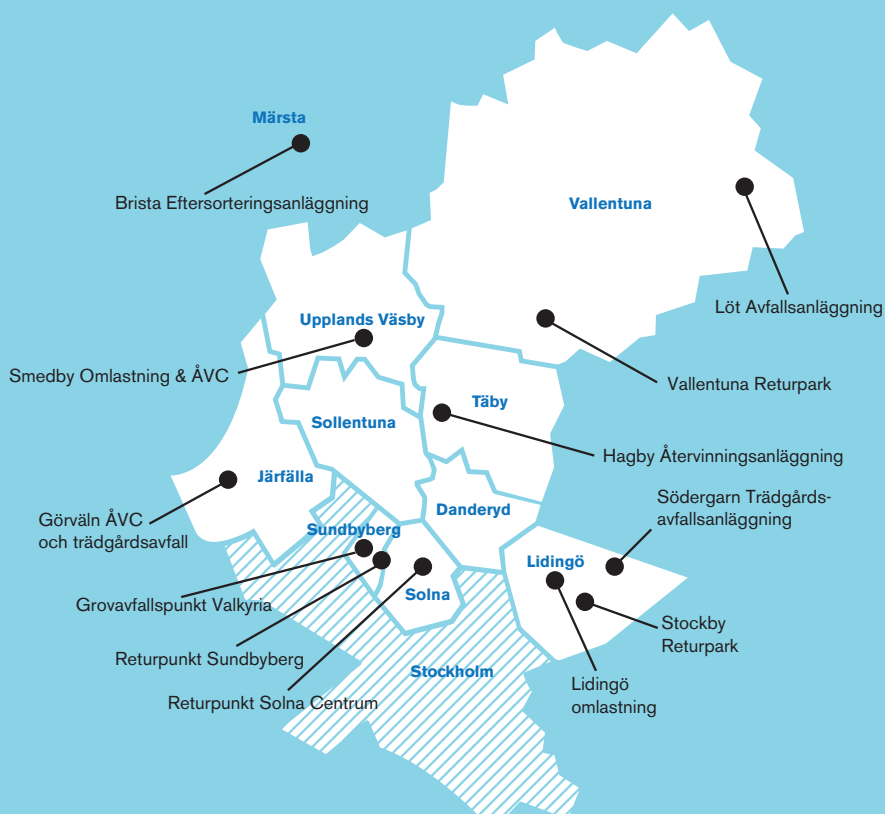 Märsta
Brista Eftersorteringsanläggning
Vallentuna
Löt Avfallsanläggning
Upplands Väsby
Smedby Omlastning & ÅVC
Vallentuna Returpark
Täby
Sollentuna
Hagby Återvinningsanläggning
Järfälla
Södergarn Trädgårds-
avfallsanläggning
Danderyd
Görväln ÅVC
och trädgårdsavfall
Sundbyberg
Lidingö
Solna
Grovavfallspunkt Valkyria
Stockby
Returpark
Returpunkt Sundbyberg
Stockholm
Lidingö
omlastning
Returpunkt Solna Centrum